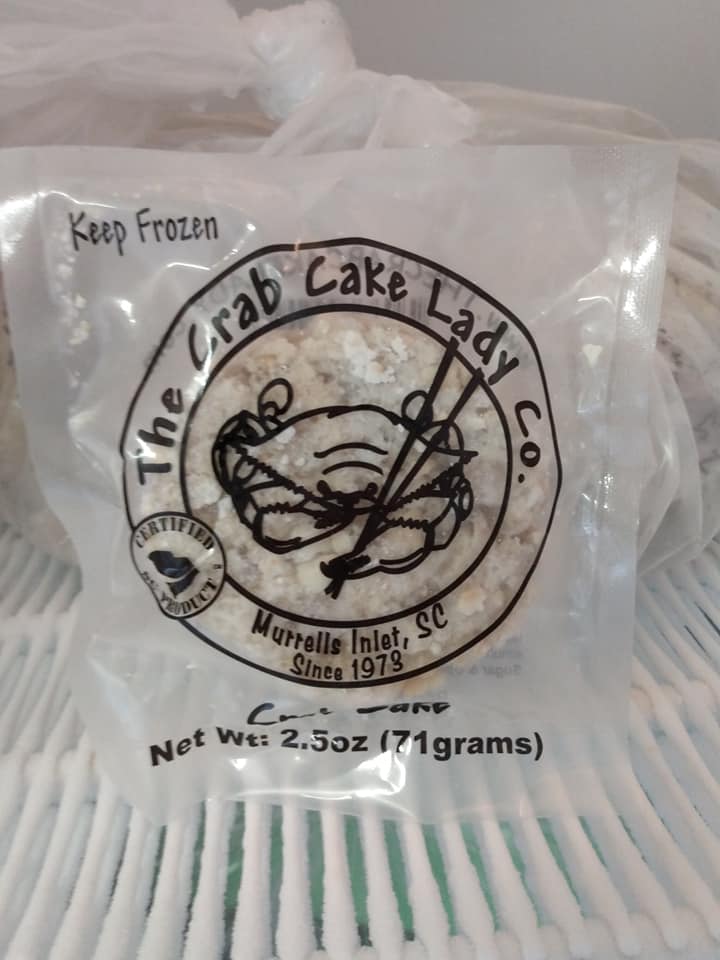 Keep Frozen
The Crab Cake Lady Co.
CERTIFIED
PRODUCT
Murrells Inlet, SC
Since 1973
Net Wt: 2.5oz (71grams)